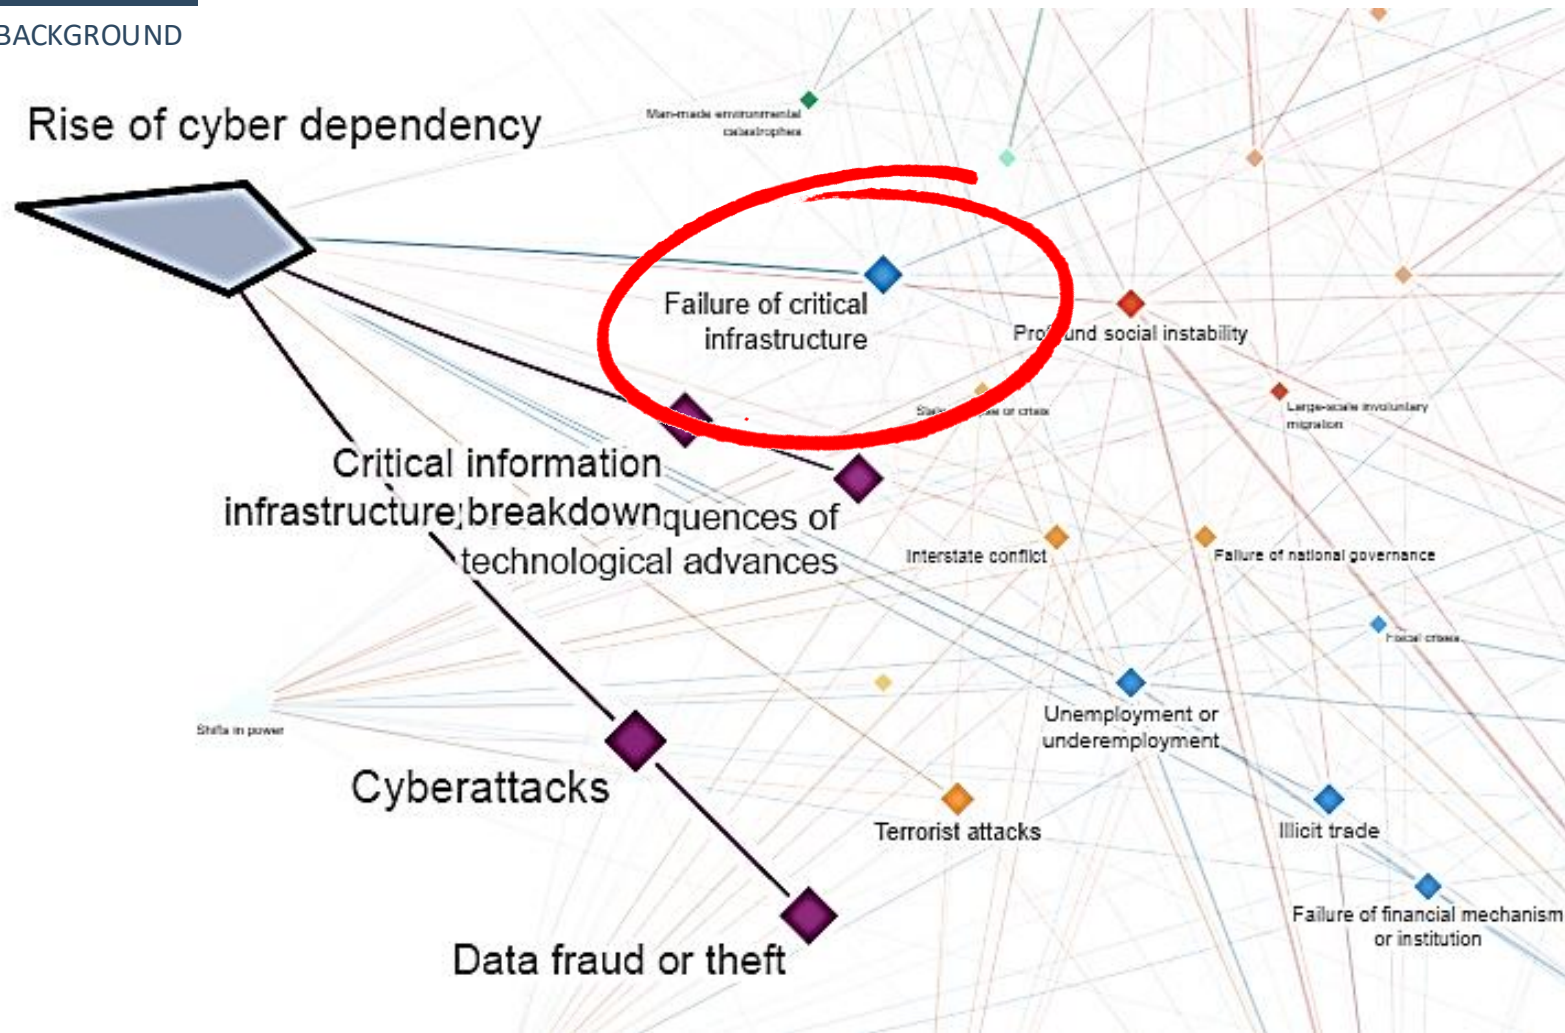 BACKGROUND
Rise of cyber dependency
Man-made environmental
catastrophes
Failure of critical
infrastructure
Profound social instability
or crisis
Large-scale involuntary
migration
Critical information
infrastructure breakdown
quences of
technological advances
Interstate conflict
Failure of national governance
Fiscal crises
Shifts in power
Unemployment or
underemployment
Cyberattacks
Terrorist attacks
Illicit trade
Failure of financial mechanism
or institution
Data fraud or theft